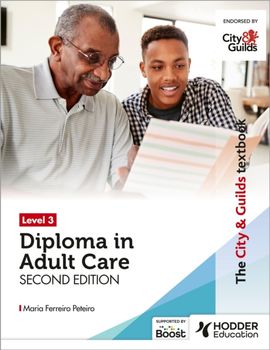 ENDORSED BY
City &
Guilds
The City & Guilds textbook
Level 3
Diploma in
Adult Care
SECOND EDITION
Maria Ferreiro Peteiro
SUPPORTED BY
Boost
HODDER
Education